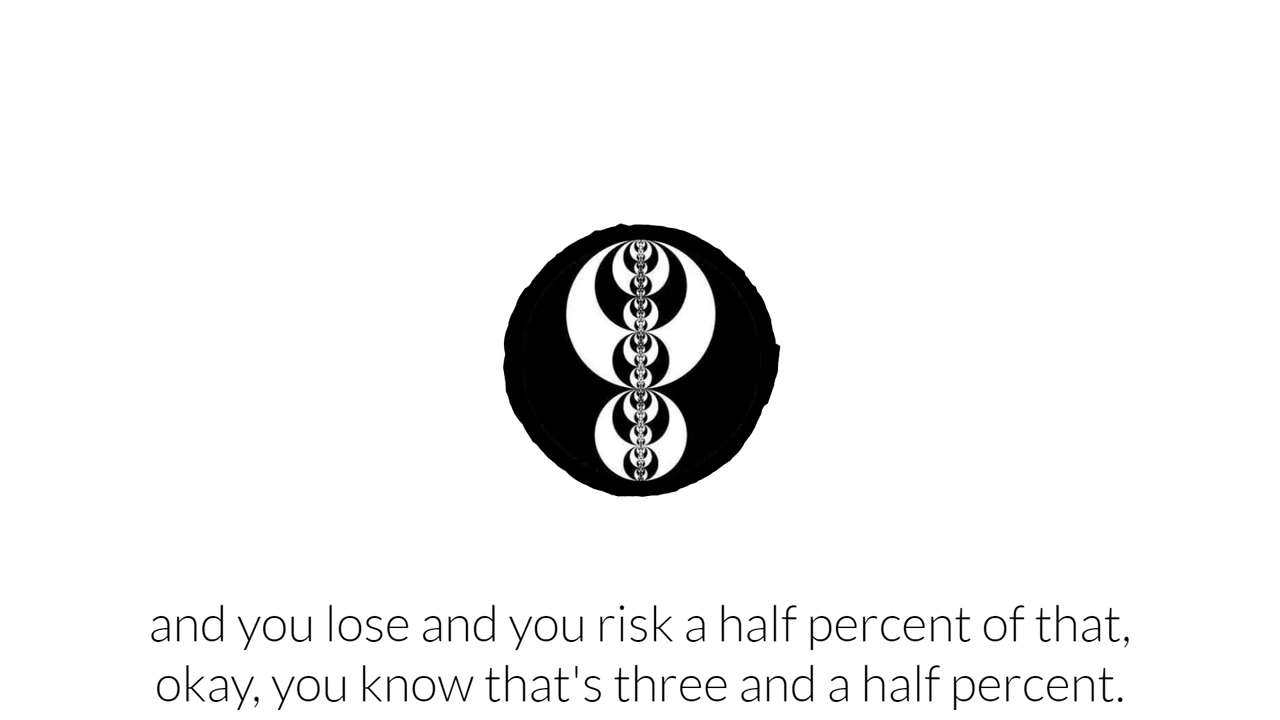 and you lose and you risk a half percent of that,
okay, you know that's three and a half percent.